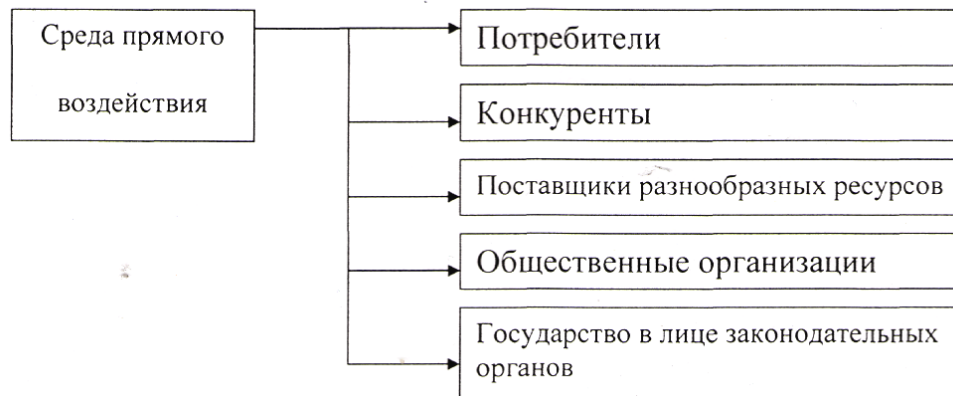 Среда прямого
воздействия
Потребители
Конкуренты
Поставщики разнообразных ресурсов
Общественные организации
Государство в лице законодательных
органов